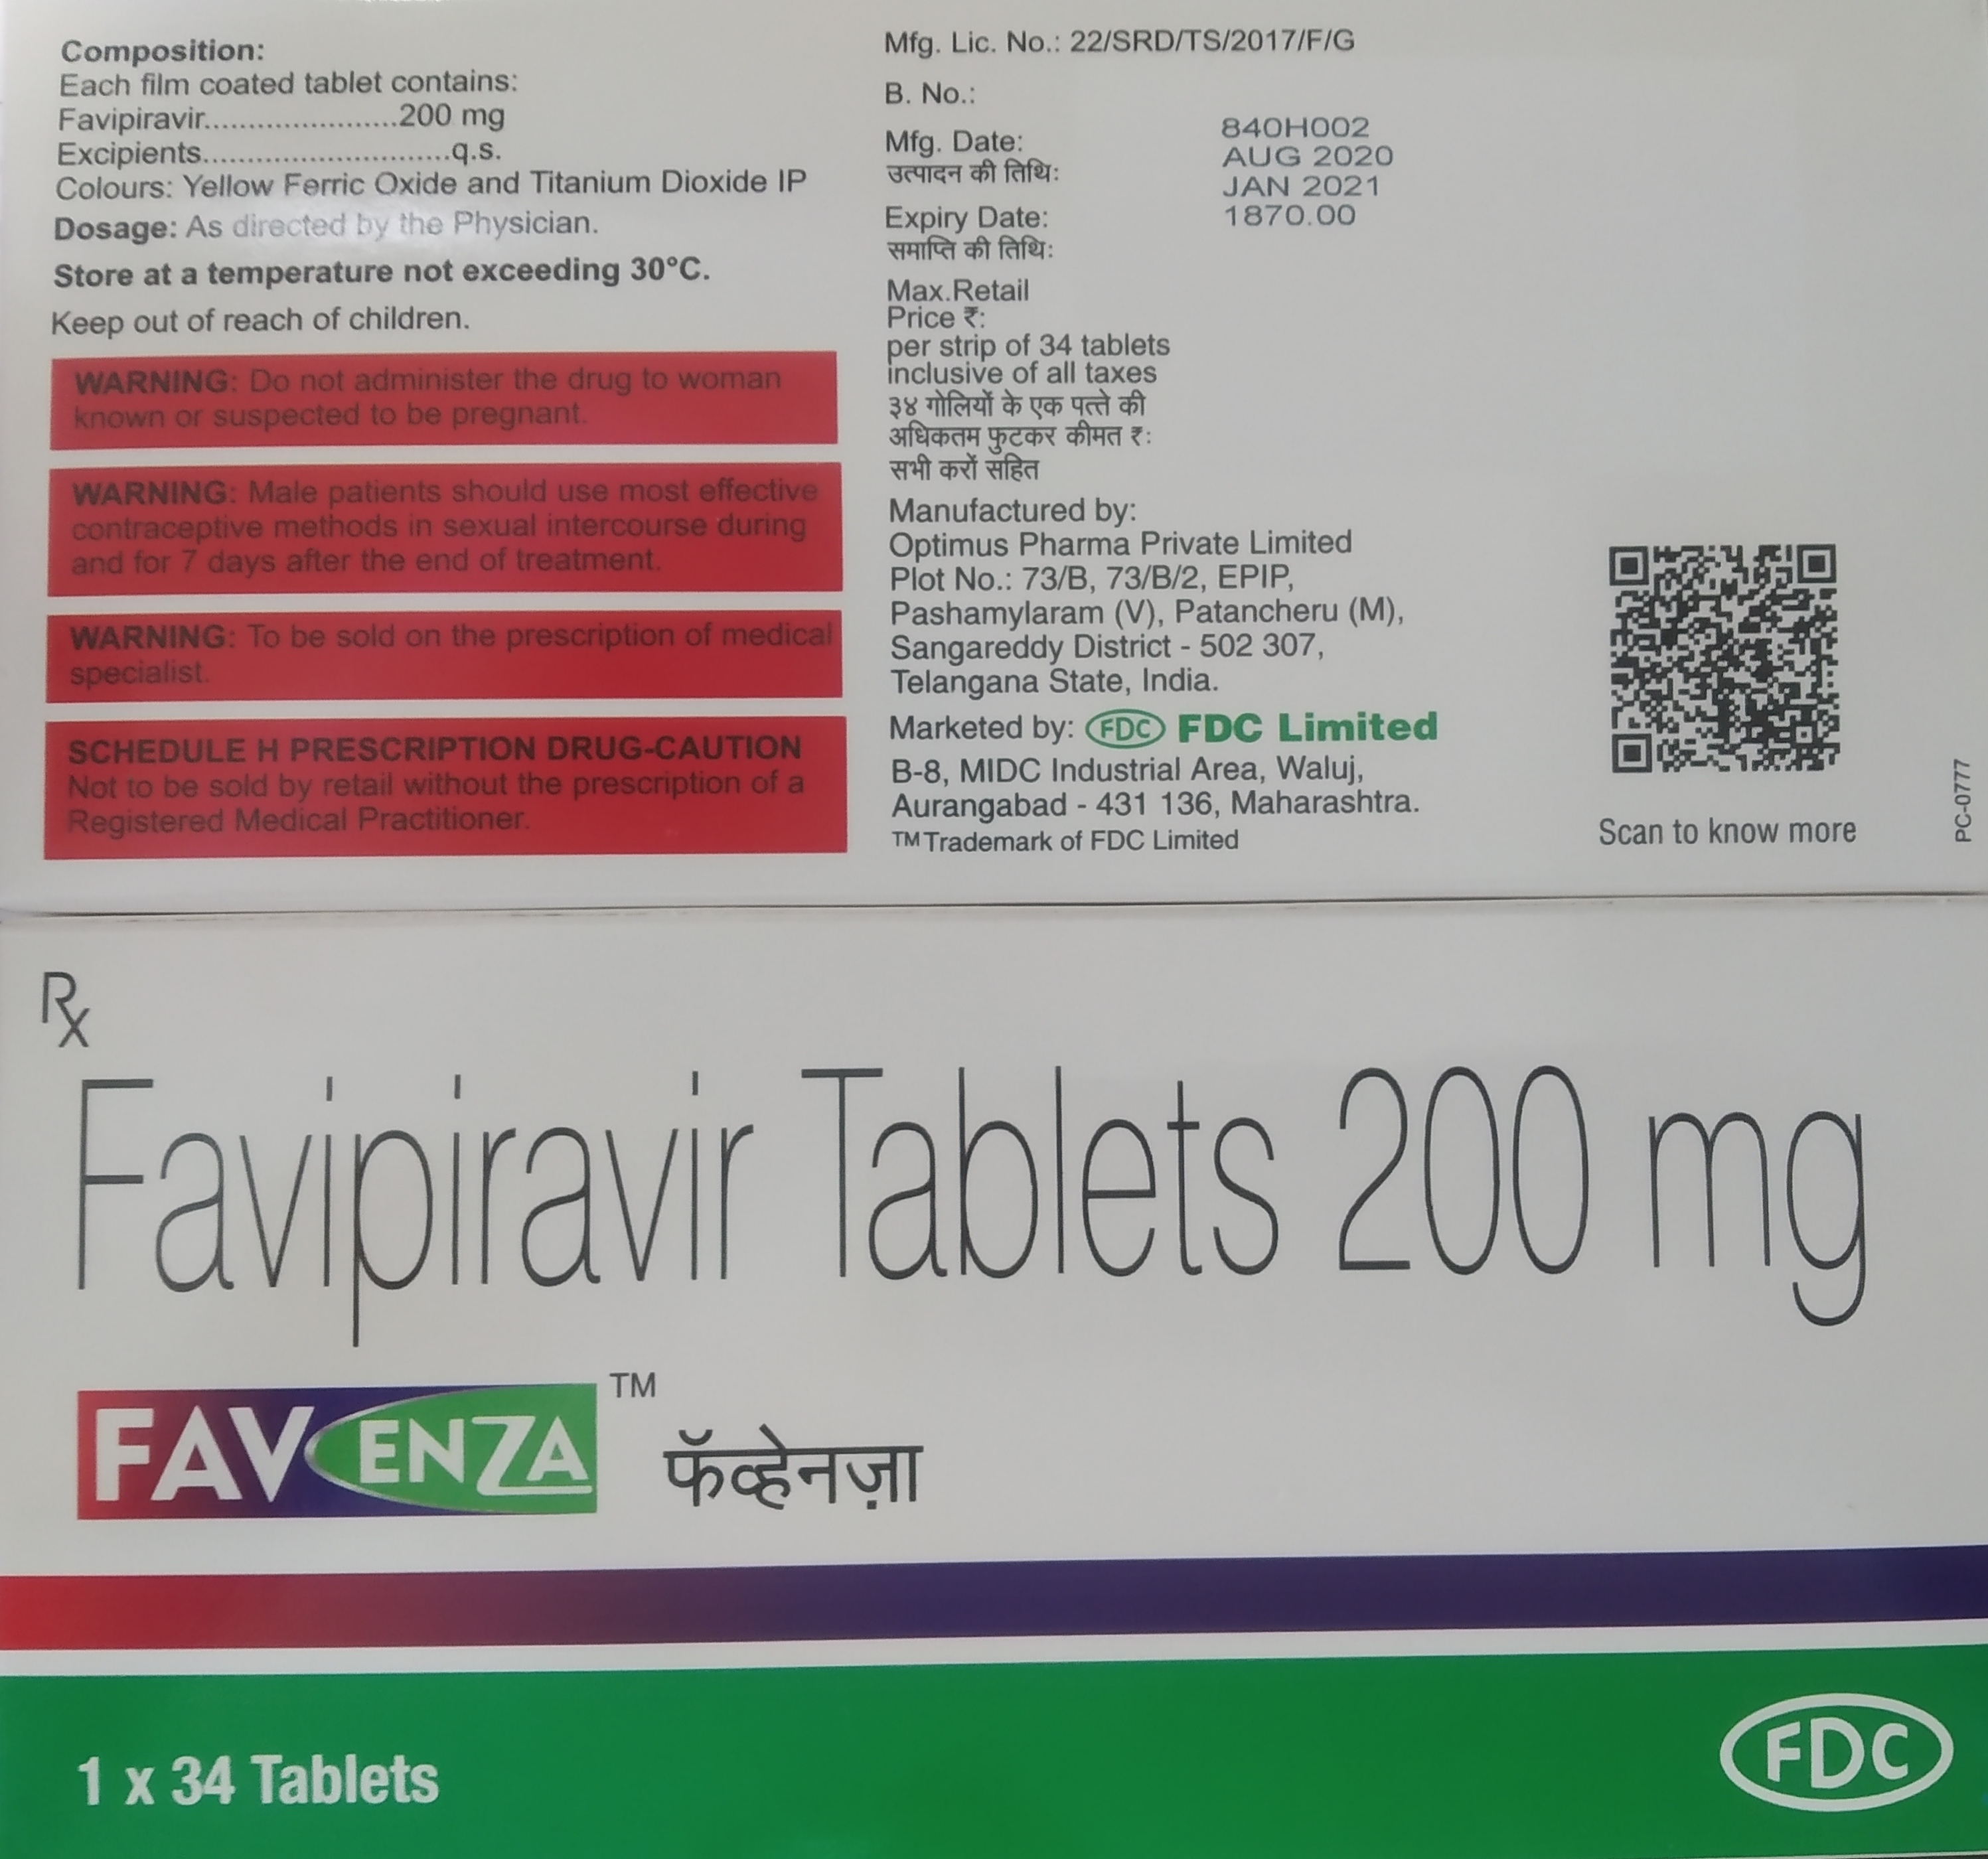 Composition:
Each film coated tablet contains:
Favipiravir......................200 mg
Excipients............................q.s.
Colours: Yellow Ferric Oxide and Titanium Dioxide IP
Dosage: As directed by the Physician.
Store at a temperature not exceeding 30°C.
Keep out of reach of children.
WARNING: Do not administer the drug to woman
known or suspected to be pregnant.
WARNING: Male patients should use most effective
contraceptive methods in sexual intercourse during
and for 7 days after the end of treatment.
WARNING: To be sold on the prescription of medical
specialist.
SCHEDULE H PRESCRIPTION DRUG-CAUTION
Not to be sold by retail without the prescription of a
Registered Medical Practitioner.
Mfg. Lic. No.: 22/SRD/TS/2017/F/G
B. No.:
Mfg. Date:
उत्पादन की तिथि:
Expiry Date:
समाप्ति की तिथि:
840H002
AUG 2020
JAN 2021
1870.00
Max.Retail
Price ₹:
per strip of 34 tablets
inclusive of all taxes
३४ गोलियों के एक पत्ते की
अधिकतम फुटकर कीमत ₹:
सभी करों सहित
Manufactured by:
Optimus Pharma Private Limited
Plot No.: 73/B, 73/B/2, EPIP,
Pashamylaram (V), Patancheru (M),
Sangareddy District - 502 307,
Telangana State, India.
Marketed by: FDC FDC Limited
B-8, MIDC Industrial Area, Waluj,
Aurangabad - 431 136, Maharashtra.
TM Trademark of FDC Limited
Scan to know more
PC-0777
Rx
Favipiravir Tablets 200 mg
FAVENZA TM फॅव्हेनज़ा
1 x 34 Tablets
FDC